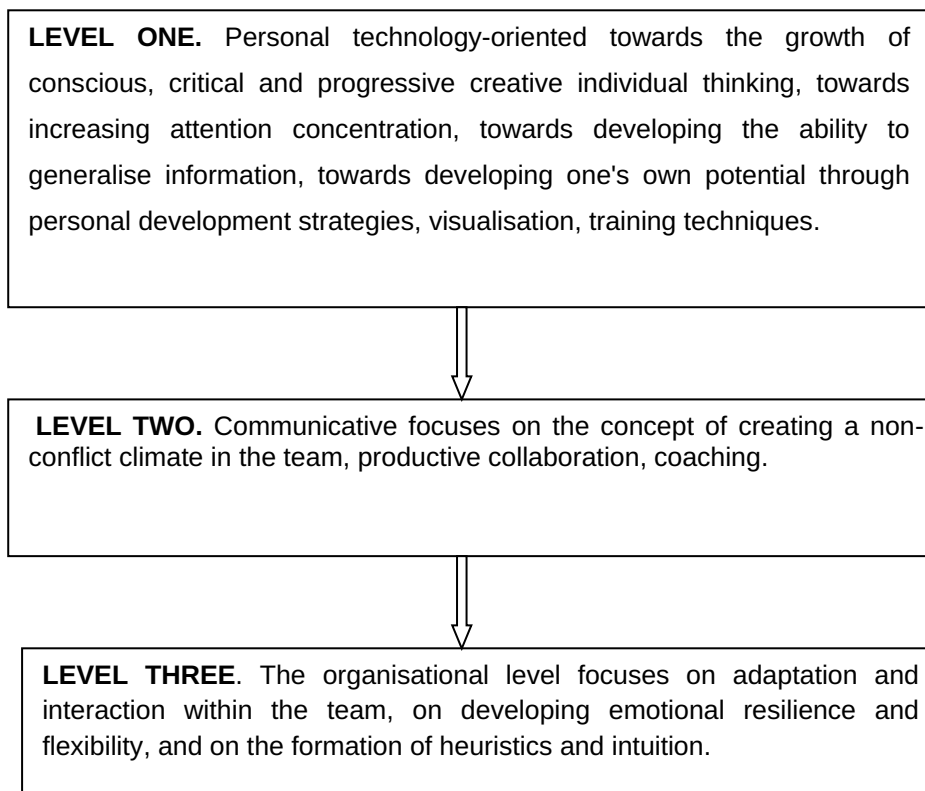 LEVEL ONE. Personal technology-oriented towards the growth of
conscious, critical and progressive creative individual thinking, towards
increasing attention concentration, towards developing the ability to
generalise information, towards developing one's own potential through
personal development strategies, visualisation, training techniques.
LEVEL TWO. Communicative focuses on the concept of creating a non-
conflict climate in the team, productive collaboration, coaching.
LEVEL THREE. The organisational level focuses on adaptation and
interaction within the team, on developing emotional resilience and
flexibility, and on the formation of heuristics and intuition.